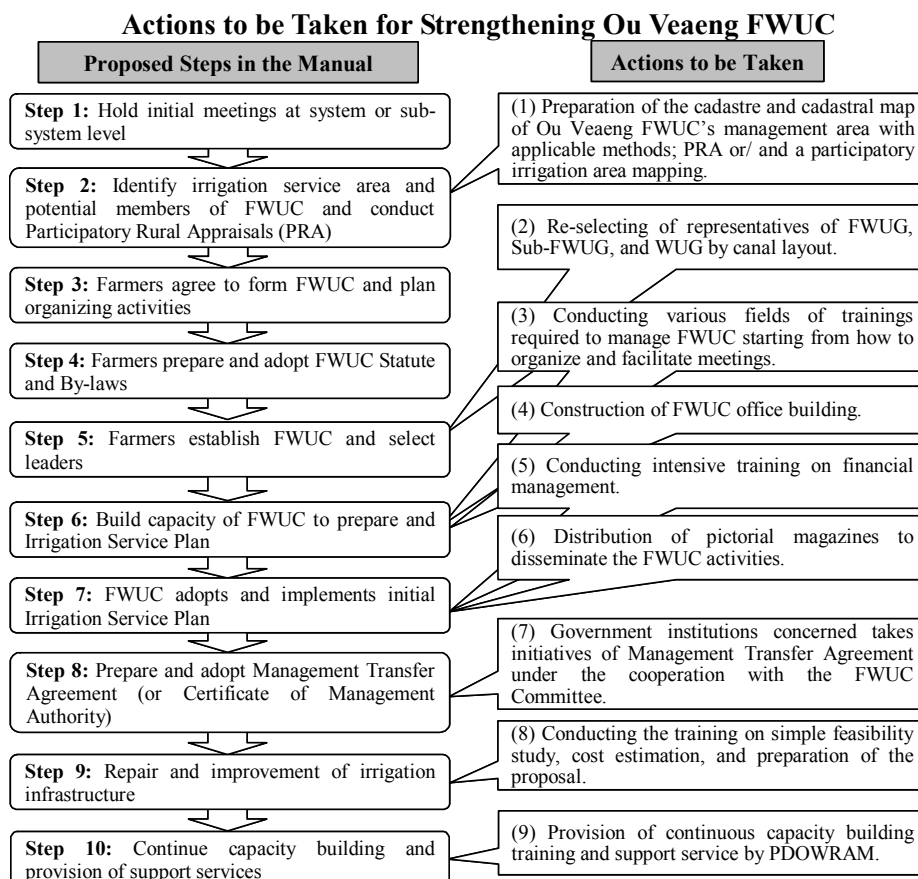 Actions to be Taken for Strengthening Ou Veaeng FWUC
Proposed Steps in the Manual
Step 1: Hold initial meetings at system or sub-
system level
Step 2: Identify irrigation service area and
potential members of FWUC and conduct
Participatory Rural Appraisals (PRA)
Step 3: Farmers agree to form FWUC and plan
organizing activities
Step 4: Farmers prepare and adopt FWUC Statute
and By-laws
Step 5: Farmers establish FWUC and select
leaders
Step 6: Build capacity of FWUC to prepare and
Irrigation Service Plan
Step 7: FWUC adopts and implements initial
Irrigation Service Plan
Step 8: Prepare and adopt Management Transfer
Agreement (or Certificate of Management
Authority)
Step 9: Repair and improvement of irrigation
infrastructure
Step 10: Continue capacity building and
provision of support services
Actions to be Taken
(1) Preparation of the cadastre and cadastral map
of Ou Veaeng FWUC's management area with
applicable methods; PRA or/ and a participatory
irrigation area mapping.
(2) Re-selecting of representatives of FWUG,
Sub-FWUG, and WUG by canal layout.
(3) Conducting various fields of trainings
required to manage FWUC starting from how to
organize and facilitate meetings.
(4) Construction of FWUC office building.
(5) Conducting intensive training on financial
management.
(6) Distribution of pictorial magazines to
disseminate the FWUC activities.
(7) Government institutions concerned takes
initiatives of Management Transfer Agreement
under the cooperation with the FWUC
Committee.
(8) Conducting the training on simple feasibility
study, cost estimation, and preparation of the
proposal.
(9) Provision of continuous capacity building
training and support service by PDOWRAM.